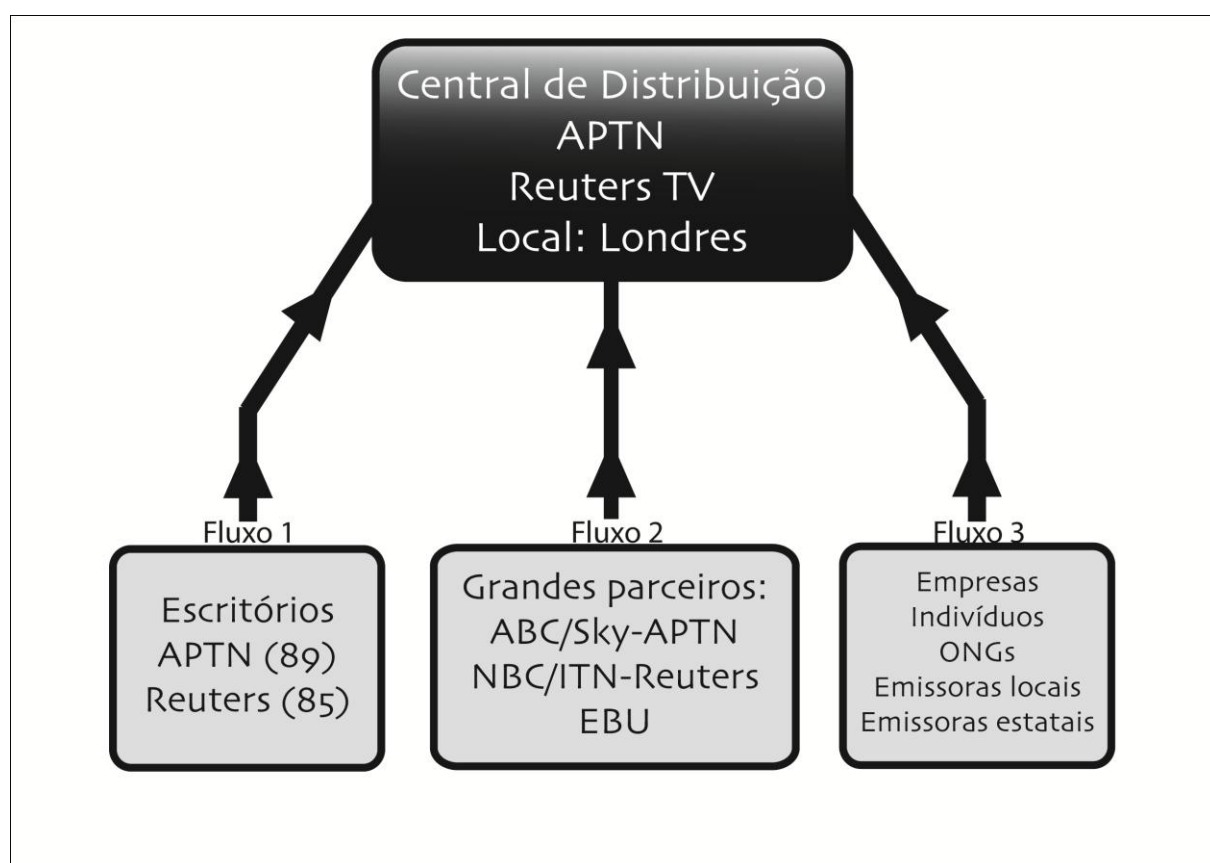 Central de Distribuição
APTN
Reuters TV
Local: Londres
Fluxo 1
Escritórios
APTN (89)
Reuters (85)
Fluxo 2
Grandes parceiros:
ABC/Sky-APTN
NBC/ITN-Reuters
EBU
Fluxo 3
Empresas
Indivíduos
ONGs
Emissoras locais
Emissoras estatais